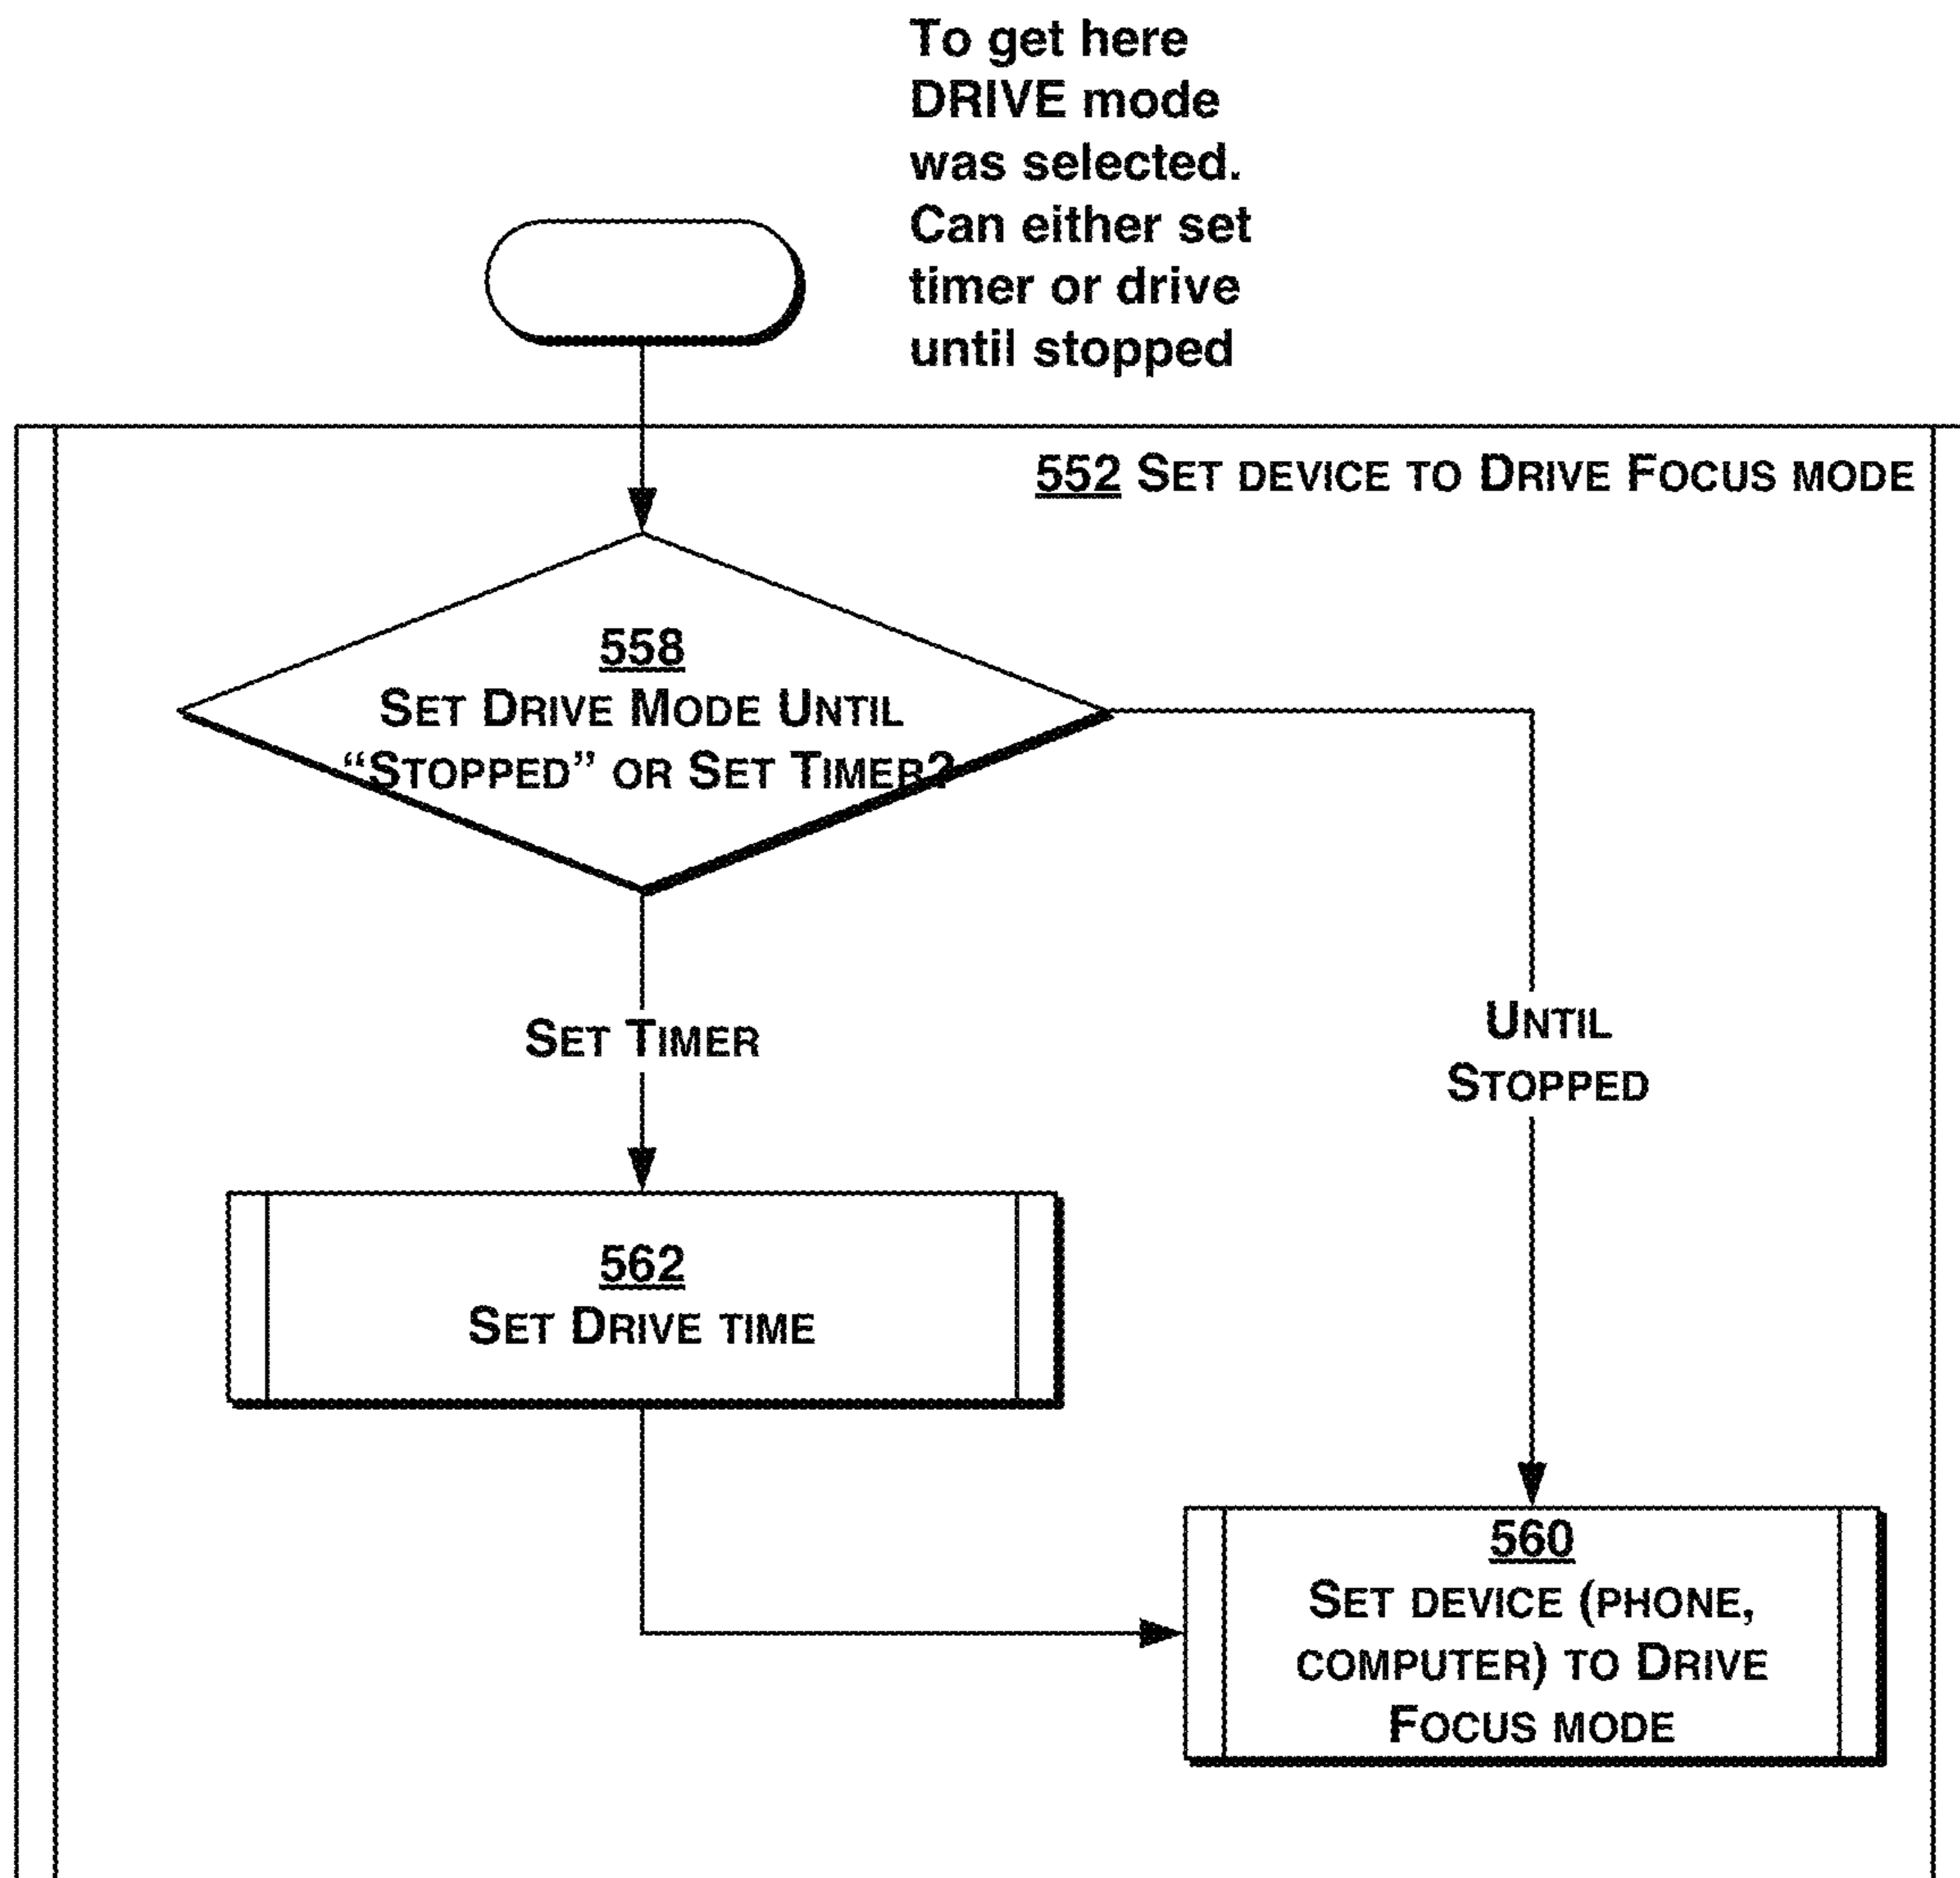 To get here
DRIVE mode
was selected.
Can either set
timer or drive
until stopped
552 SET DEVICE TO DRIVE FOCUS MODE
558
SET DRIVE MODE UNTIL
“STOPPED” OR SET TIMER?
SET TIMER
UNTIL
STOPPED
562
SET DRIVE TIME
560
SET DEVICE (PHONE,
COMPUTER) TO DRIVE
FOCUS MODE